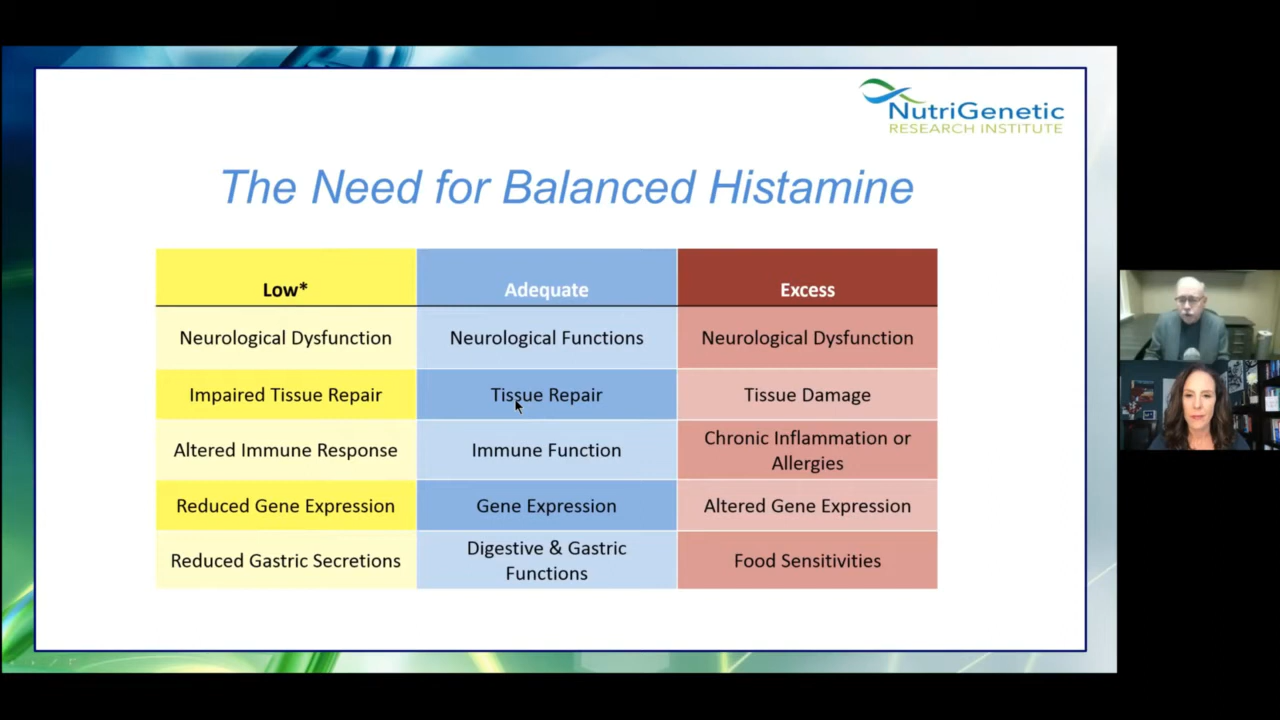 NutriGenetic
RESEARCH INSTITUTE
The Need for Balanced Histamine
Low* Adequate Excess
Neurological Dysfunction Neurological Functions Neurological Dysfunction
Impaired Tissue Repair Tissue Repair Tissue Damage
Altered Immune Response Immune Function Chronic Inflammation or
Allergies
Reduced Gene Expression Gene Expression Altered Gene Expression
Reduced Gastric Secretions Digestive & Gastric
Functions Food Sensitivities